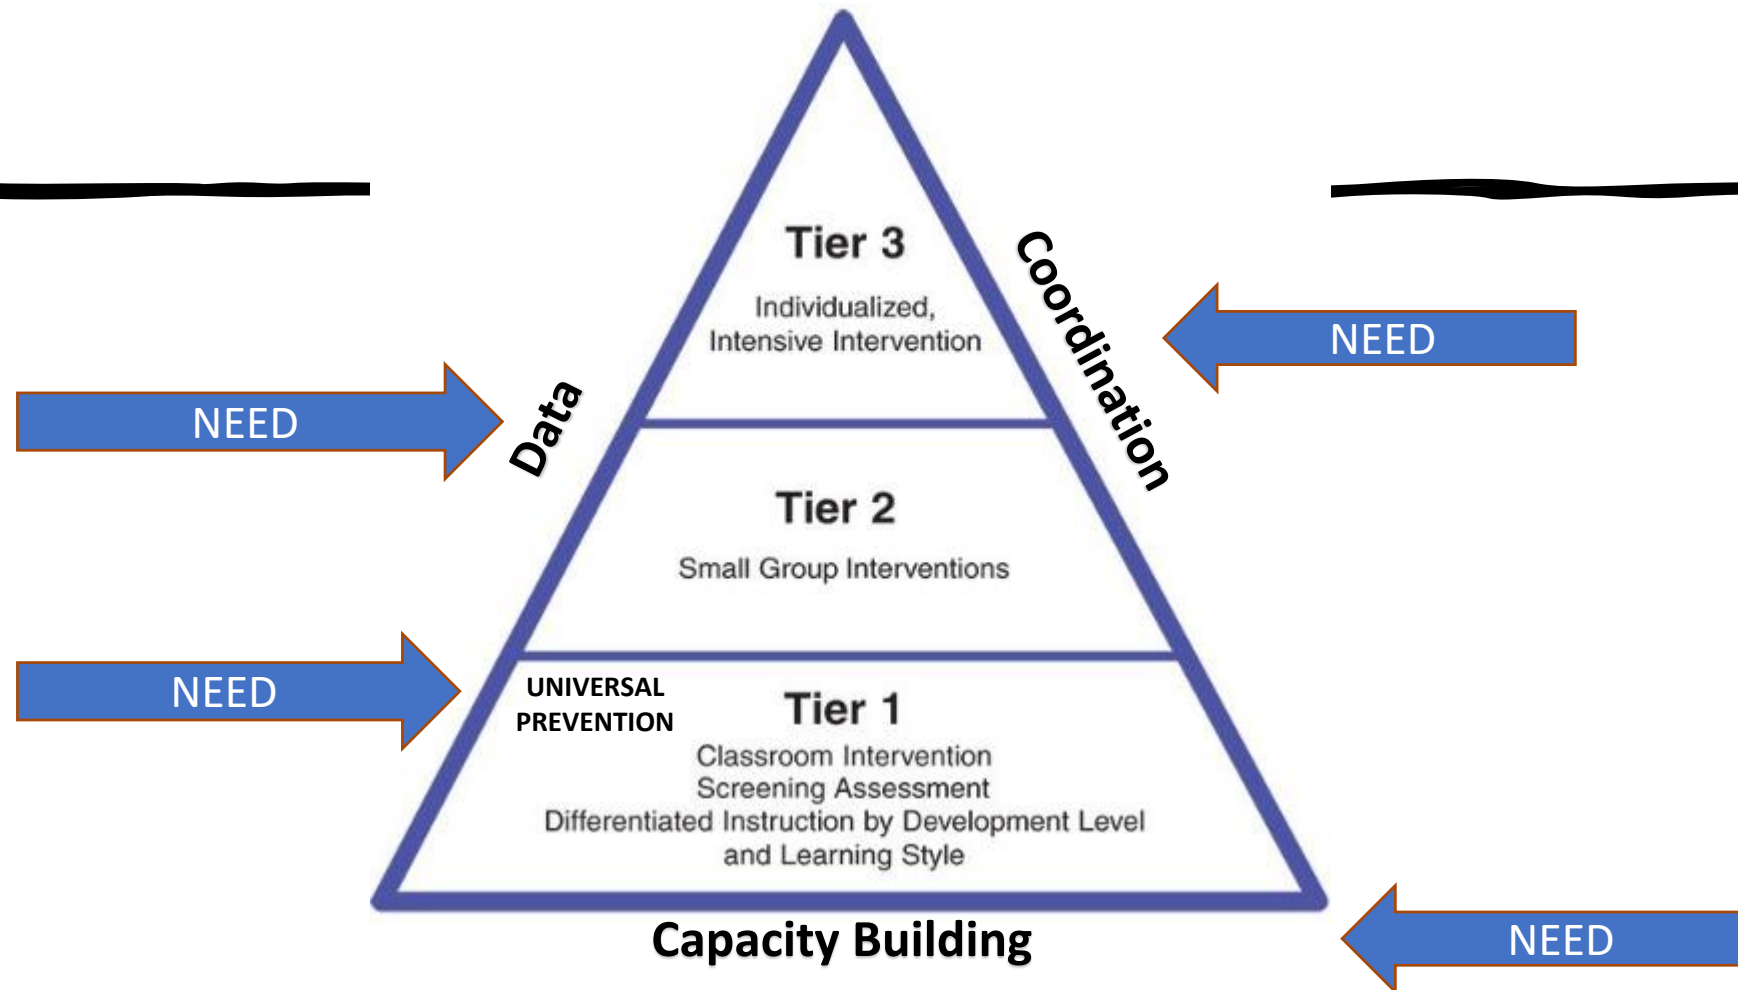 Tier 3
Individualized,
Intensive Intervention
Coordination
NEED
NEED
Data
Tier 2
Small Group Interventions
NEED
UNIVERSAL
PREVENTION
Tier 1
Classroom Intervention
Screening Assessment
Differentiated Instruction by Development Level
and Learning Style
Capacity Building
NEED